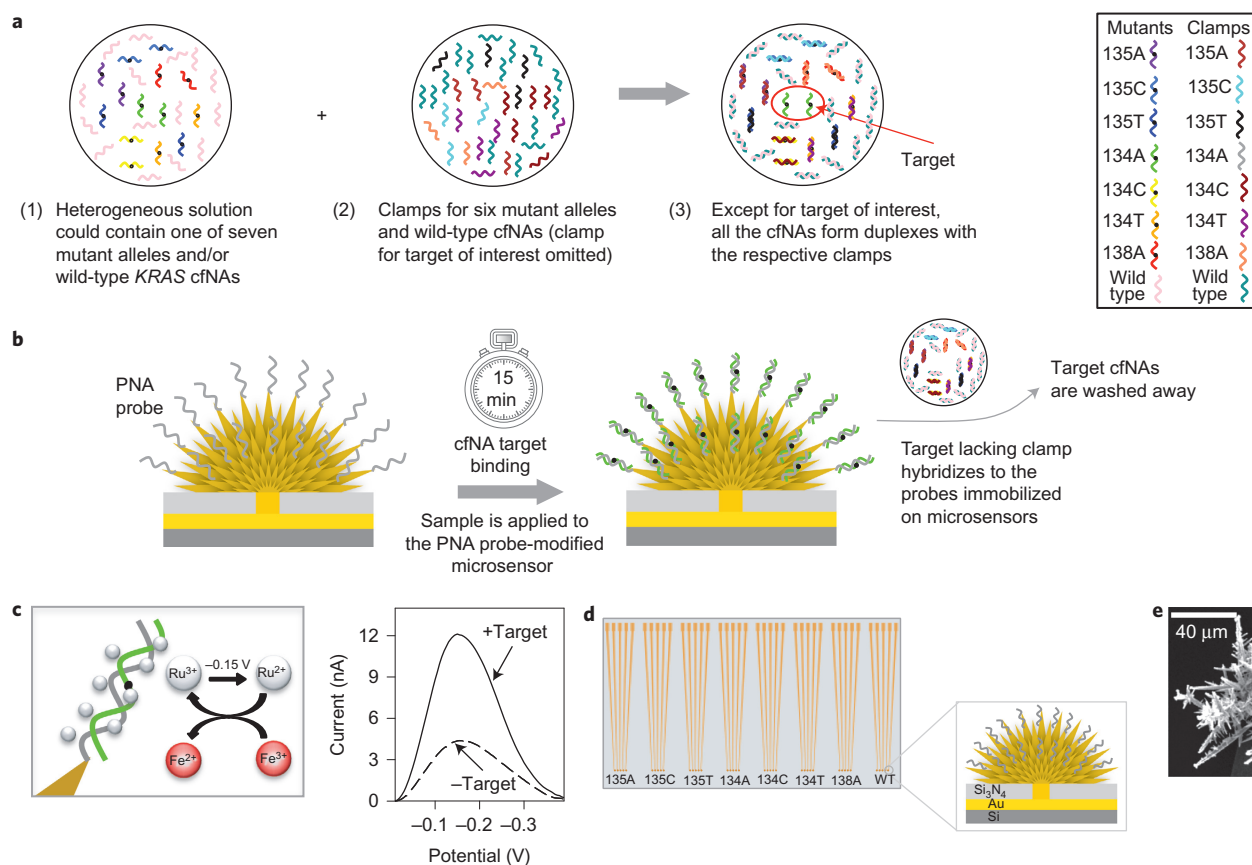 a
(1) Heterogeneous solution
could contain one of seven
mutant alleles and/or
wild-type KRAS cfNAs
+
(2) Clamps for six mutant alleles
and wild-type cfNAs (clamp
for target of interest omitted)
Target
(3) Except for target of interest,
all the cfNAs form duplexes with
the respective clamps
Mutants Clamps
135A 135A
135C 135C
135T 135T
134A 134A
134C 134C
134T 134T
138A 138A
Wild Wild
type type
b
PNA
probe
15
min
cfNA target
binding
Sample is applied to
the PNA probe-modified
microsensor
Target cfNAs
are washed away
Target lacking clamp
hybridizes to the
probes immobilized
on microsensors
c
Ru3+ –0.15 V Ru2+
Fe2+ Fe3+
Current (nA)
12
9
6
3
0
+Target
–Target
–0.1 –0.2 –0.3
Potential (V)
d
135A 135C 135T 134A 134C 134T 138A WT
Si3N4
Au
Si
e
40 μm